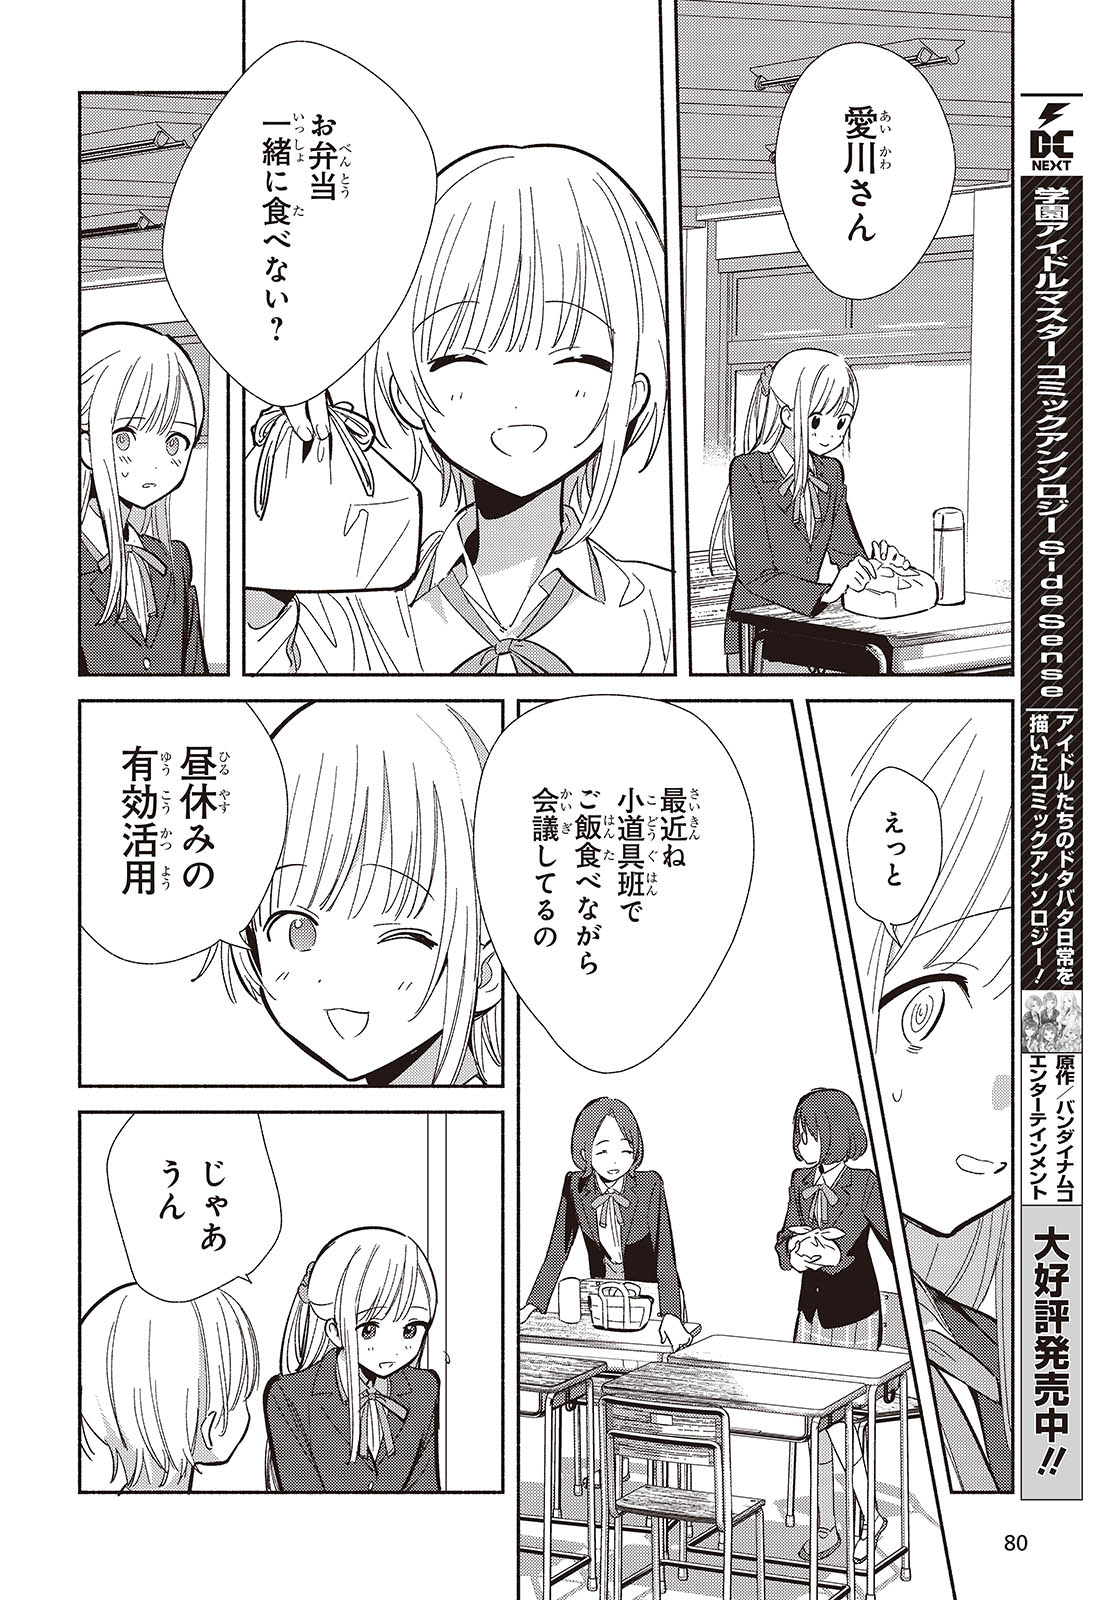 愛川さん
お弁当
一緒に食べない?
えっと
最近ね
小道具班で
ご飯食べながら
会議してるの
昼休みの
有効活用
じゃあ
うん
DC
NEXT
学園アイドルマスター コミックアンソロジー SideSense
アイドルたちのドタバタ日常を
描いたコミックアンソロジー!
原作/バンダイナムコ
エンターテインメント
大好評発売中!!
80